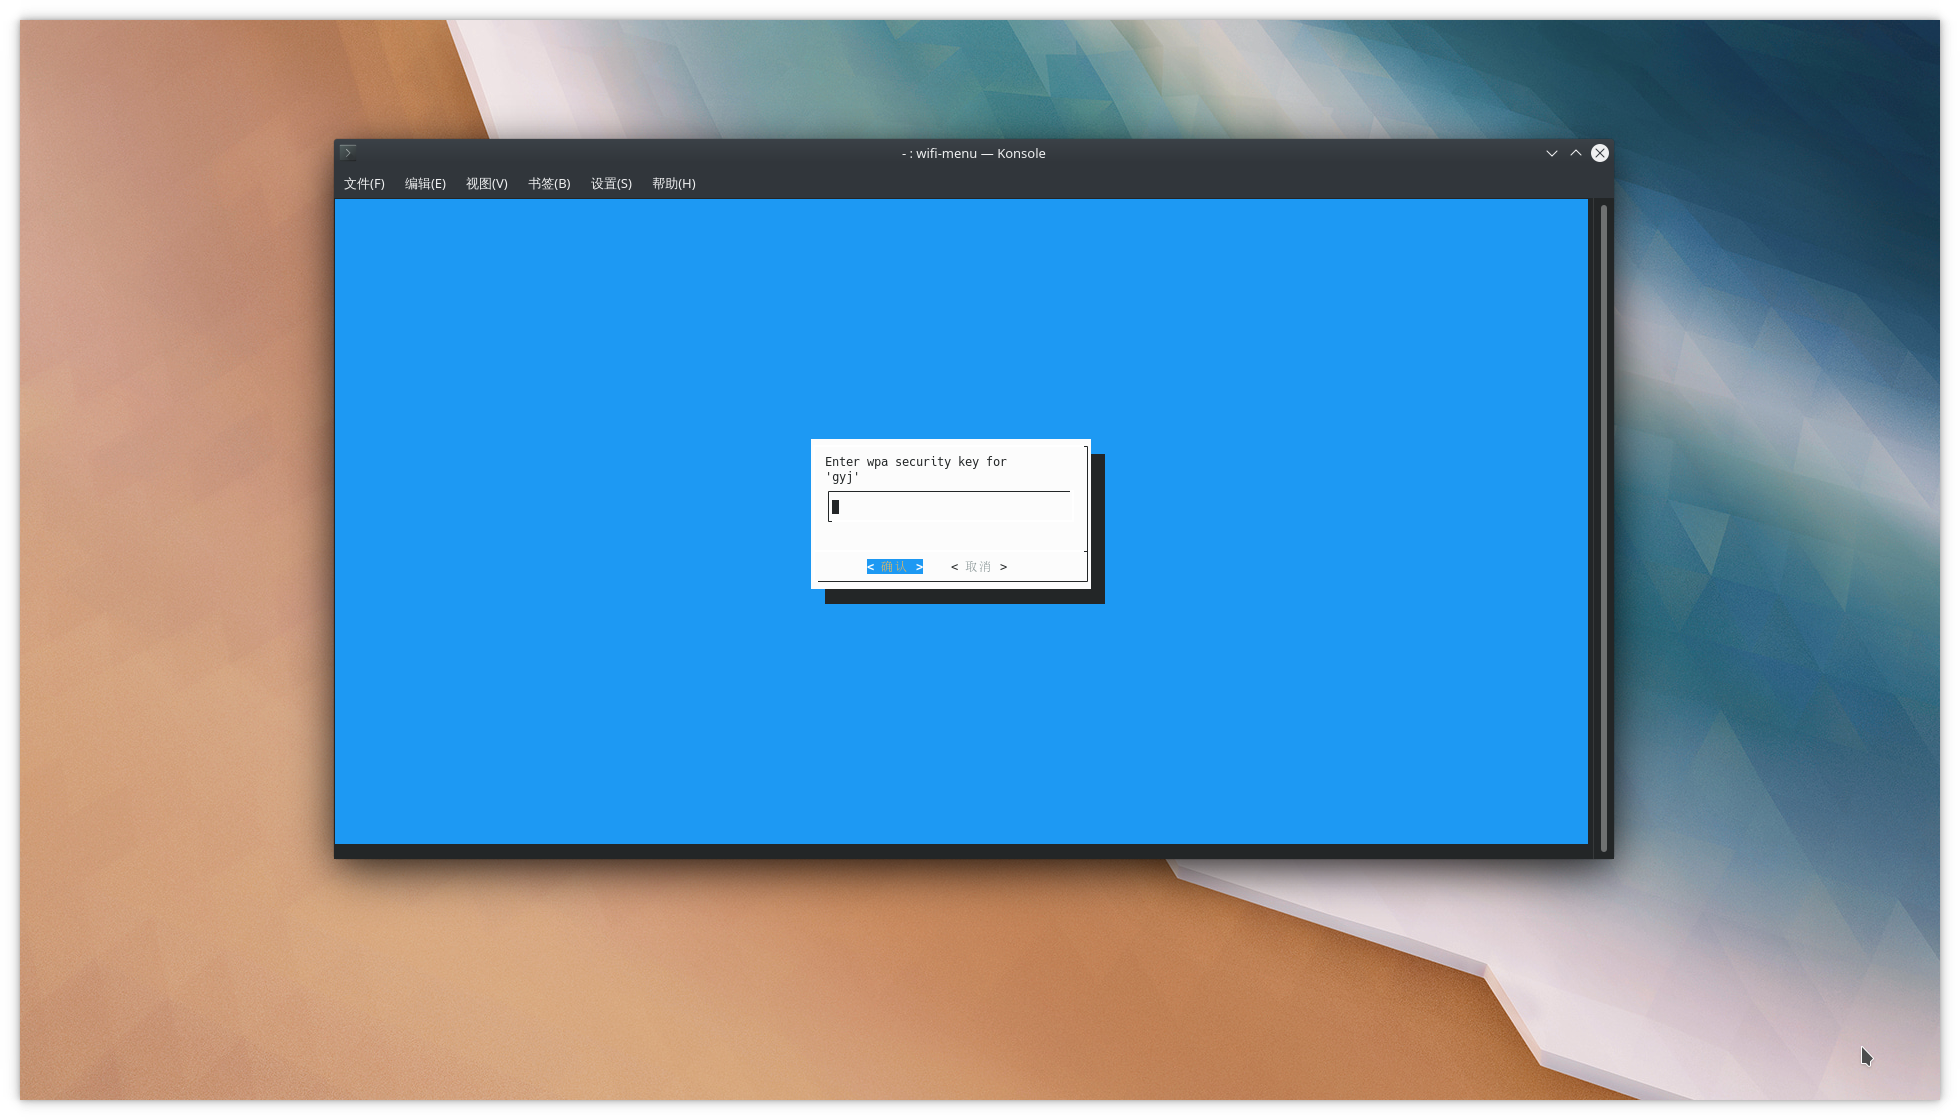 - : wifi-menu — Konsole
文件(F) 编辑(E) 视图(V) 书签(B) 设置(S) 帮助(H)
Enter wpa security key for
'gyj'
< 确认 > < 取消 >